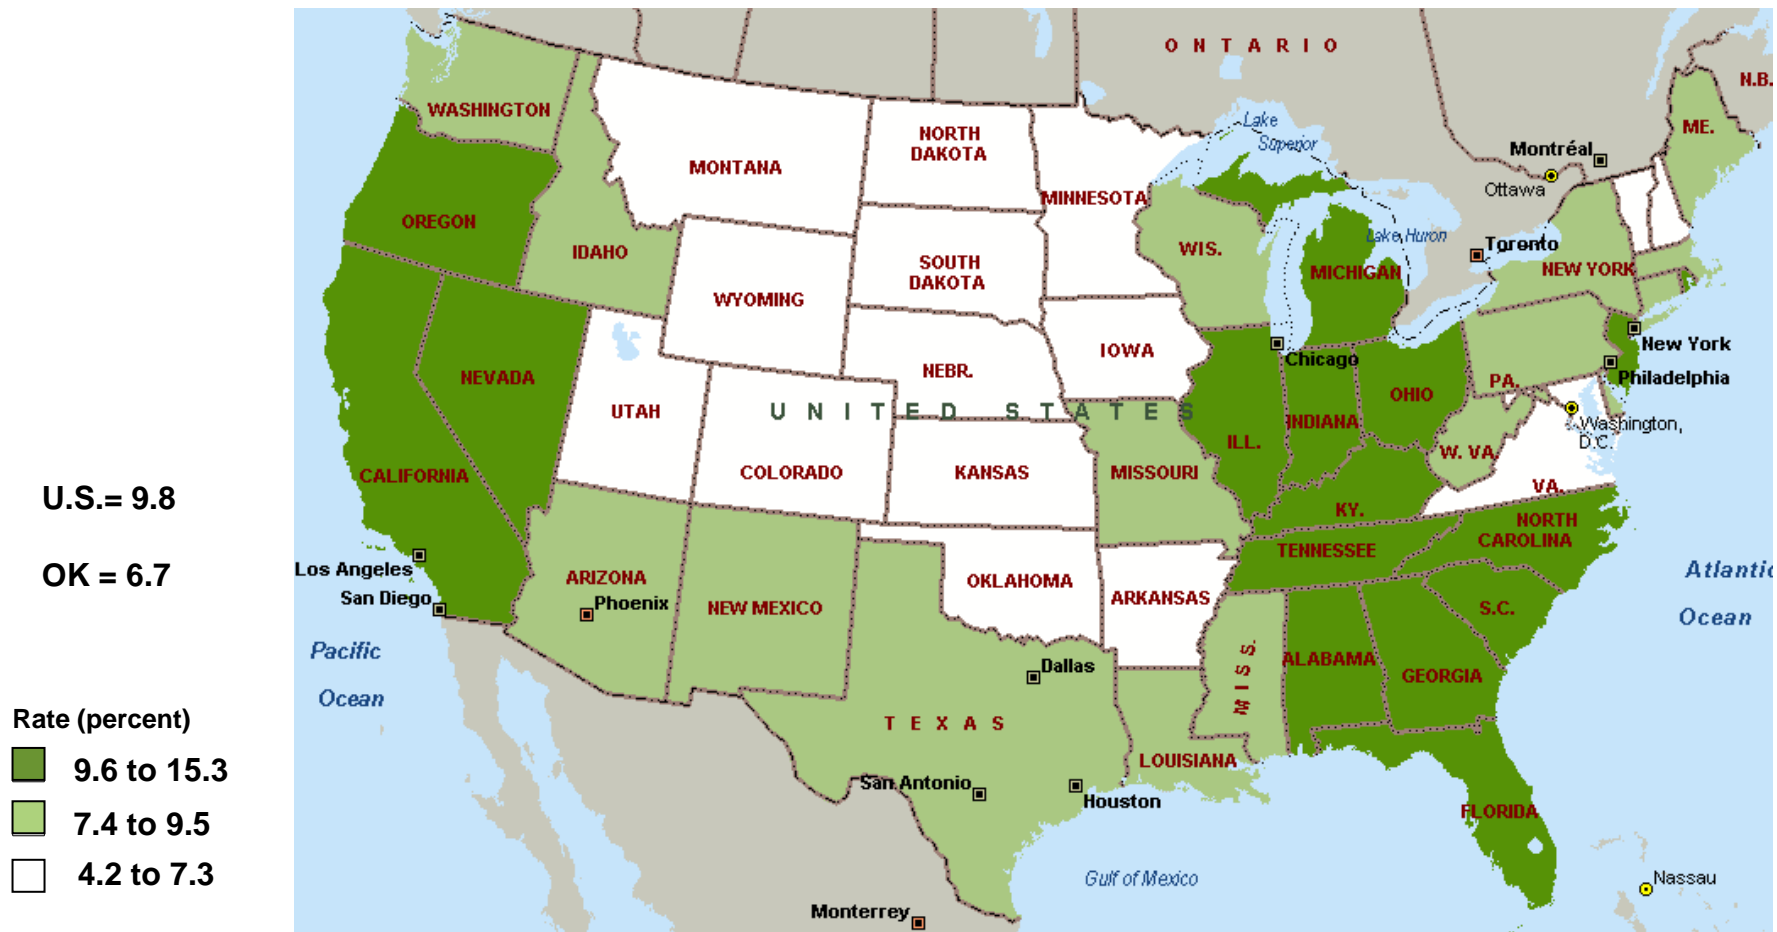 ONTARIO
N.B.
WASHINGTON
ME.
NORTH
DAKOTA
MONTANA
Lake
Superior
Montréal
Ottawa
MINNESOTA
OREGON
IDAHO
WIS.
Lake Huron
Toronto
NEW YORK
SOUTH
DAKOTA
MICHIGAN
WYOMING
IOWA
Chicago
New York
NEVADA
NEBR.
PA.
Philadelphia
UTAH
UNITED STATES
OHIO
INDIANA
Washington,
D.C.
ILL.
W. VA
CALIFORNIA
COLORADO
KANSAS
MISSOURI
VA.
U.S.= 9.8
KY.
NORTH
CAROLINA
TENNESSEE
Los Angeles
OK = 6.7
ARIZONA
OKLAHOMA
Atlantic
San Diego
Phoenix
NEW MEXICO
ARKANSAS
S.C.
Ocean
Pacific
Ocean
Dallas
MISS.
ALABAMA
GEORGIA
Rate (percent)
TEXAS
9.6 to 15.3
LOUISIANA
San Antonio
Houston
7.4 to 9.5
FLORIDA
4.2 to 7.3
Gulf of Mexico
Nassau
Monterrey